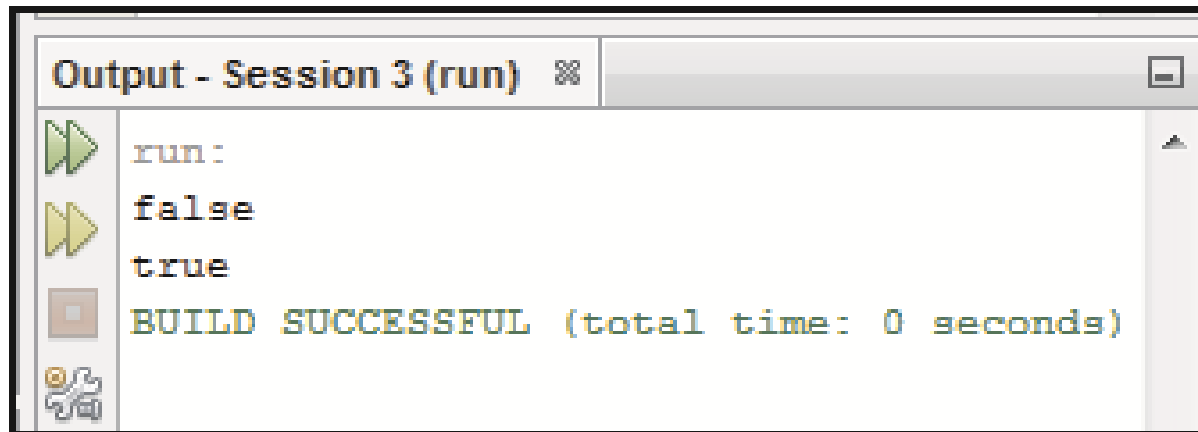 Output - Session 3 (run)
run:
false
true
BUILD SUCCESSFUL (total time: 0 seconds)